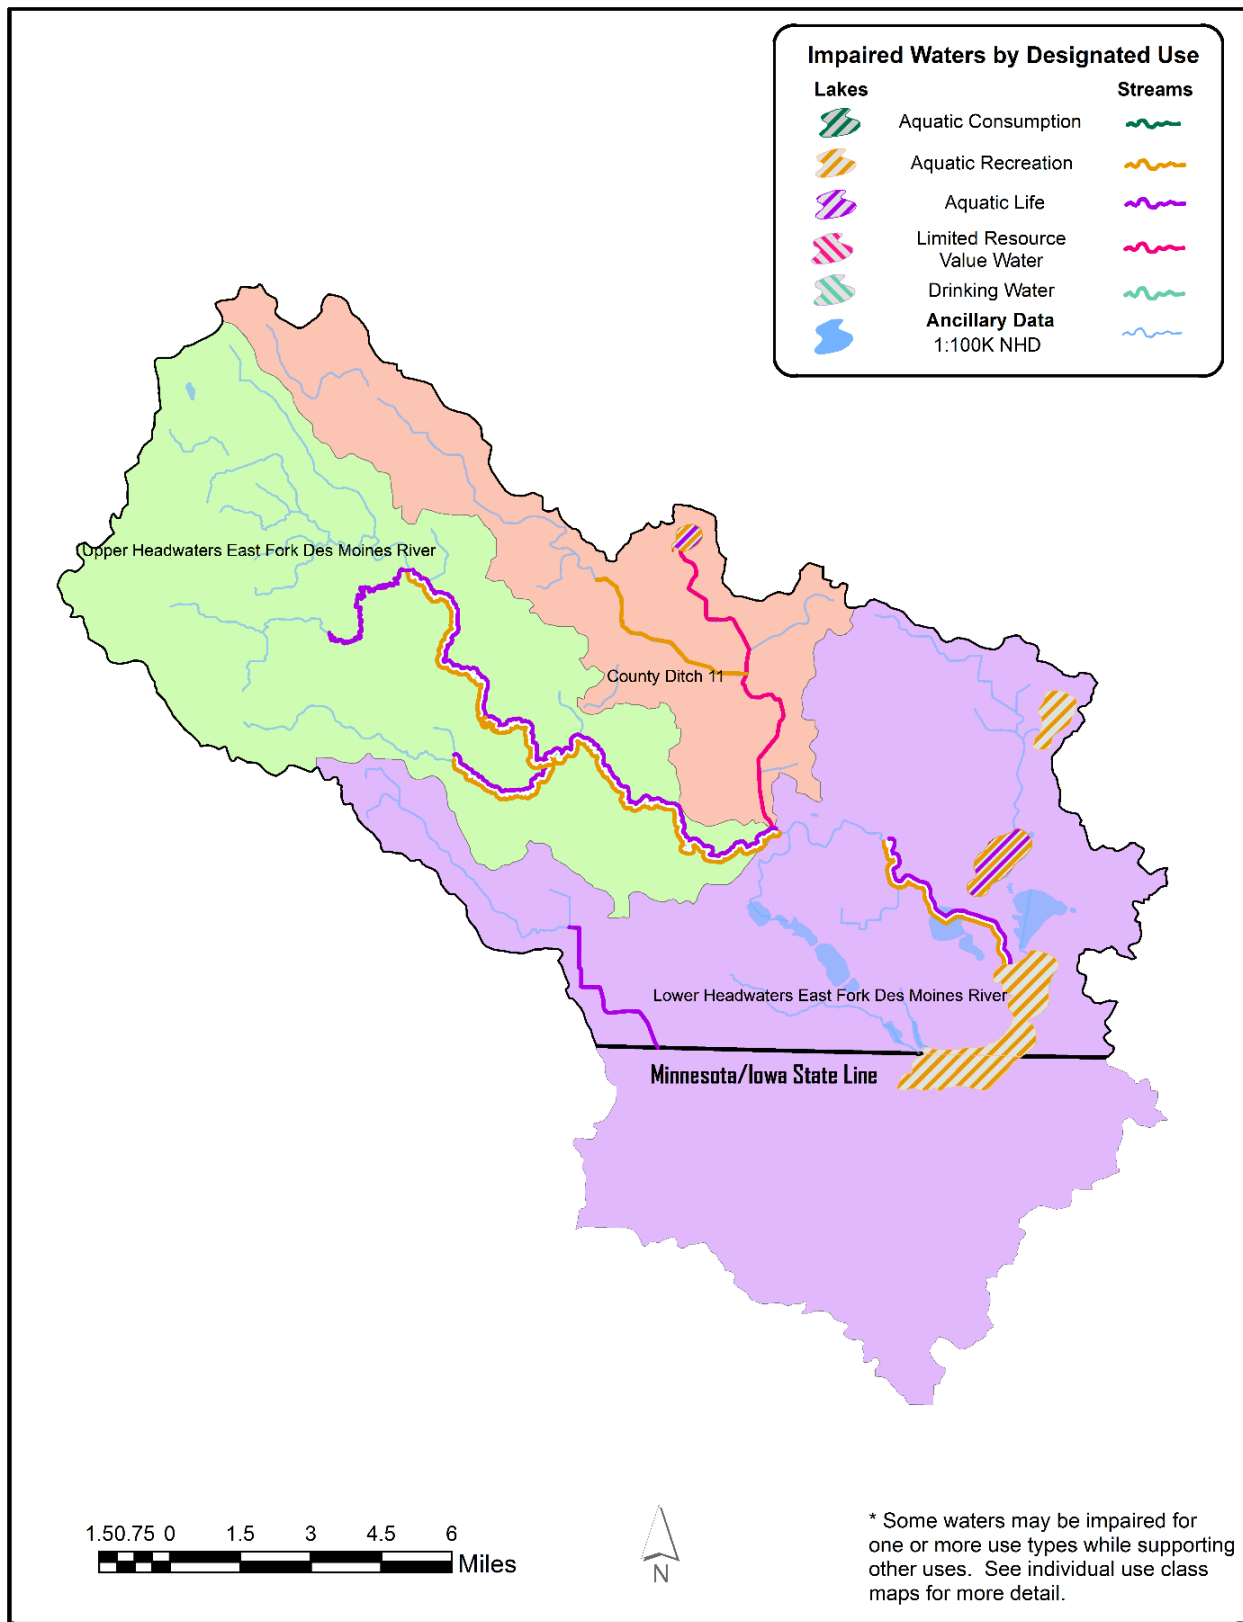 Impaired Waters by Designated Use
Lakes
Streams
Aquatic Consumption
Aquatic Recreation
Aquatic Life
Limited Resource
Value Water
Drinking Water
Ancillary Data
1:100K NHD
Upper Headwaters East Fork Des Moines River
County Ditch 11
Lower Headwaters East Fork Des Moines River
Minnesota/Iowa State Line
1.50.75 0 1.5 3 4.5 6
Miles
N
* Some waters may be impaired for
one or more use types while supporting
other uses. See individual use class
maps for more detail.